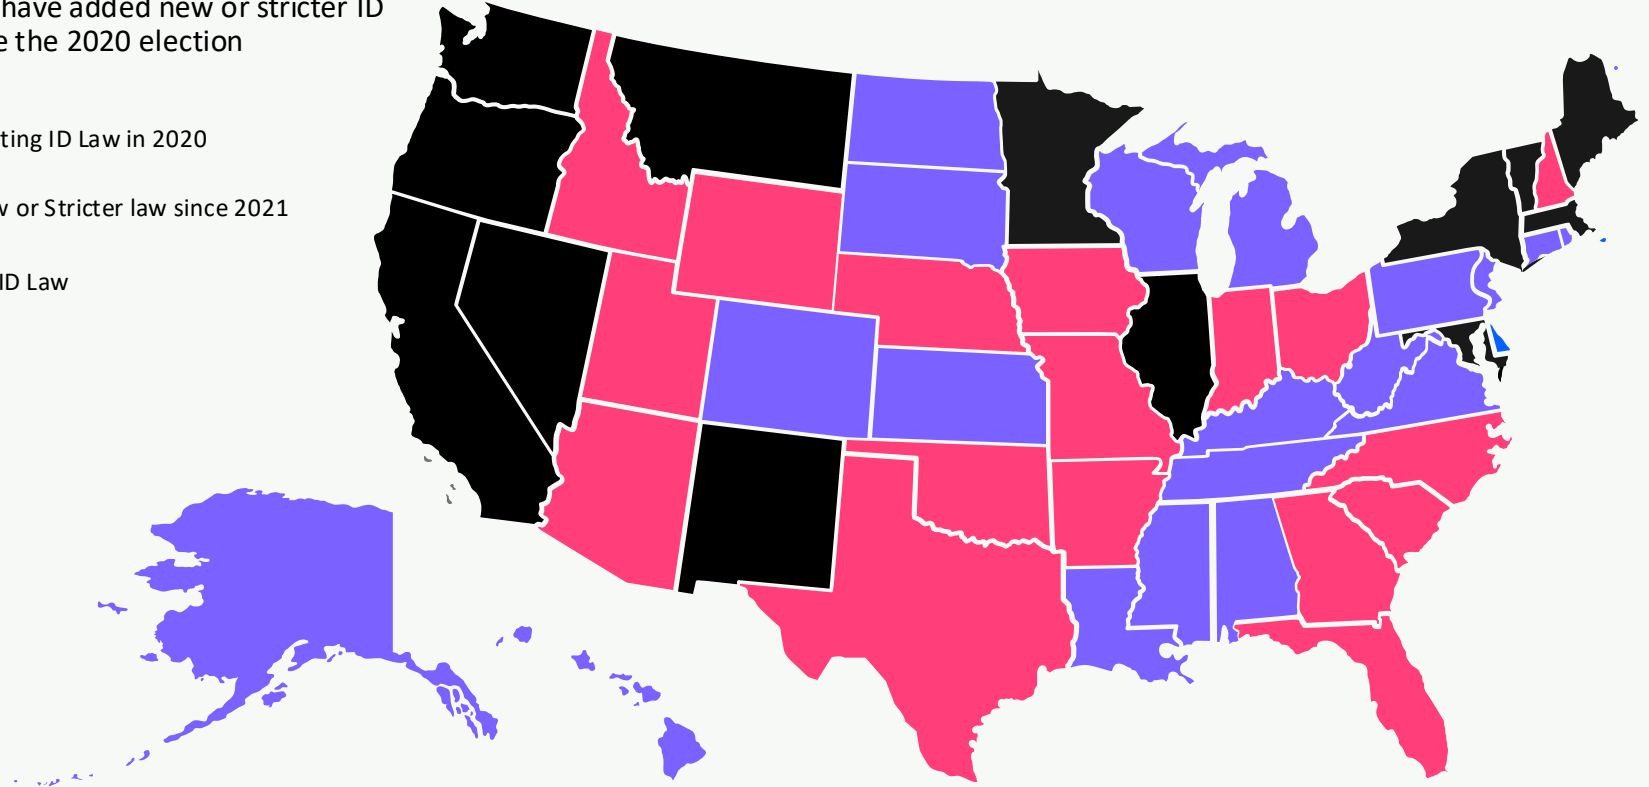 have added new or stricter ID
e the 2020 election
ting ID Law in 2020
w or Stricter law since 2021
ID Law